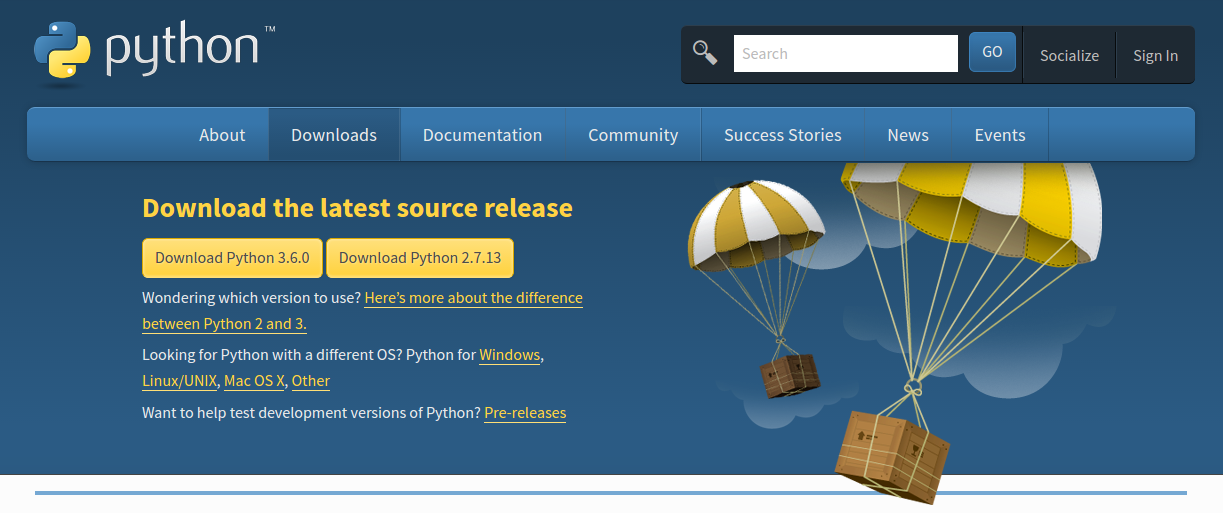 python™
Search
GO
Socialize
Sign In
About
Downloads
Documentation
Community
Success Stories
News
Events
Download the latest source release
Download Python 3.6.0
Download Python 2.7.13
Wondering which version to use? Here’s more about the difference
between Python 2 and 3.
Looking for Python with a different OS? Python for Windows,
Linux/UNIX, Mac OS X, Other
Want to help test development versions of Python? Pre-releases